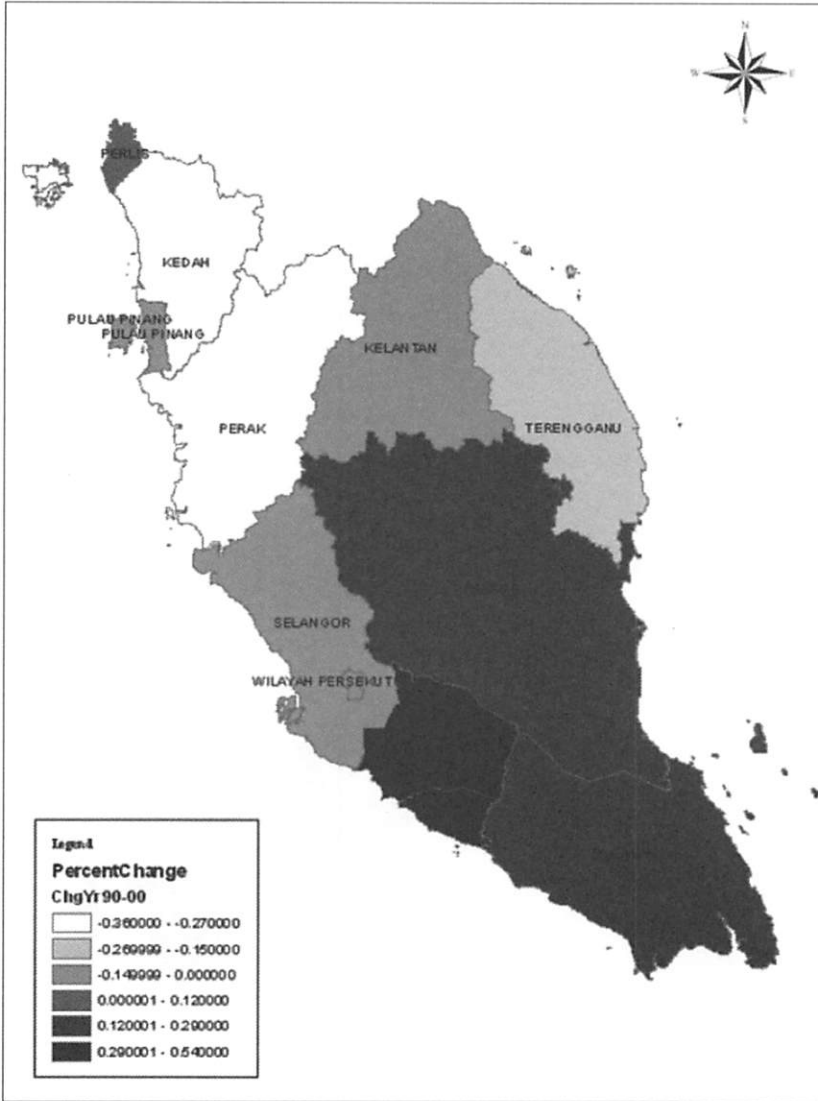 N
W E
S
PERLIS
KEDAH
PULAU PINANG
PULAU PINANG
KELANTAN
PERAK
TERENGGANU
SELANGOR
WILAYAH PERSEKUT
Legend
PercentChange
ChgYr90-00
-0.360000 - -0.270000
-0.269999 - -0.150000
-0.149999 - 0.000000
0.000001 - 0.120000
0.120001 - 0.290000
0.290001 - 0.540000